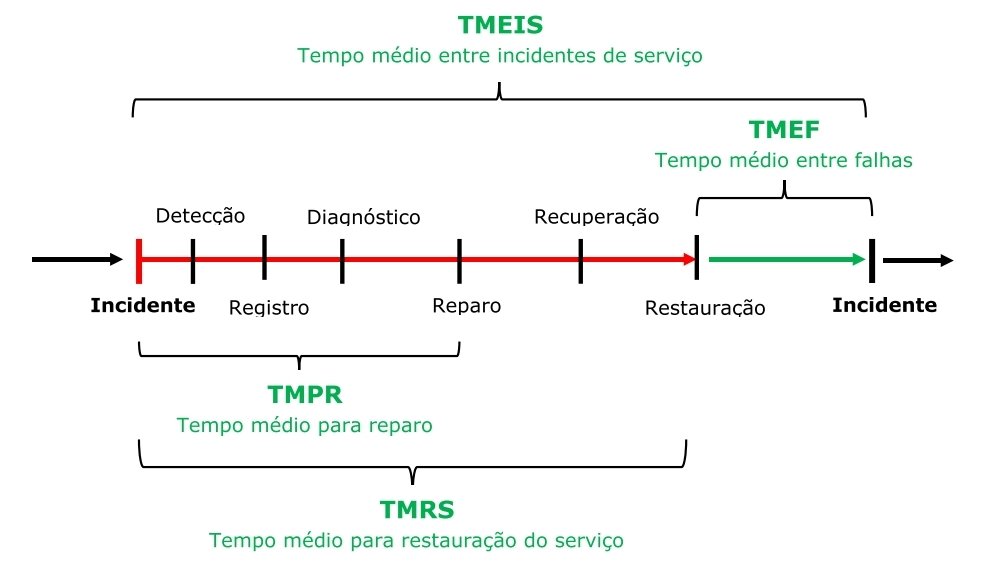 TMEIS
Tempo médio entre incidentes de serviço
TMEF
Tempo médio entre falhas
Detecção
Diagnóstico
Recuperação
Incidente
Registro
Reparo
Restauração
Incidente
TMPR
Tempo médio para reparo
TMRS
Tempo médio para restauração do serviço